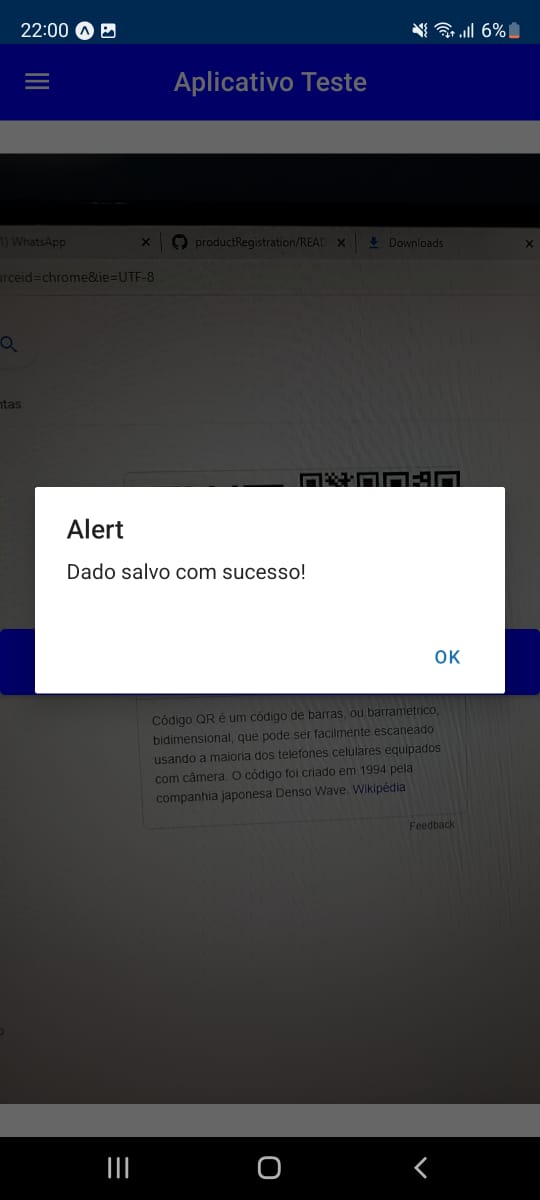 22:00
6%
Aplicativo Teste
1) WhatsApp
productRegistration/READ
Downloads
urceid=chrome&ie=UTF-8
ntas
Alert
Dado salvo com sucesso!
OK
Código QR é um código de barras, ou barramétrico,
bidimensional, que pode ser facilmente escaneado
usando a maioria dos telefones celulares equipados
com câmera. O código foi criado em 1994 pela
companhia japonesa Denso Wave. Wikipédia
Feedback